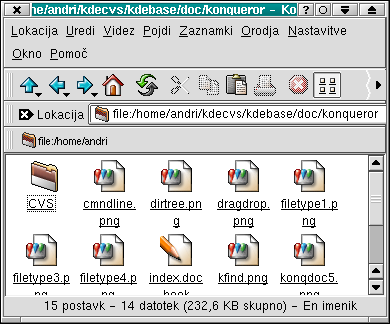 ne/andri/kdecvs/kdebase/doc/konqueror - Ko
Lokacija Uredi Videz Pojdi Zaznamki Orodja Nastavitve
Okno Pomoč
Lokacija file:/home/andri/kdecvs/kdebase/doc/konqueror
file:/home/andri
CVS cmndline.png dirtree.png dragdrop.png filetype1.png
filetype3.png filetype4.png index.docbook kfind.png konqdoc5.png
15 postavk - 14 datotek (232,6 KB skupno) - En imenik